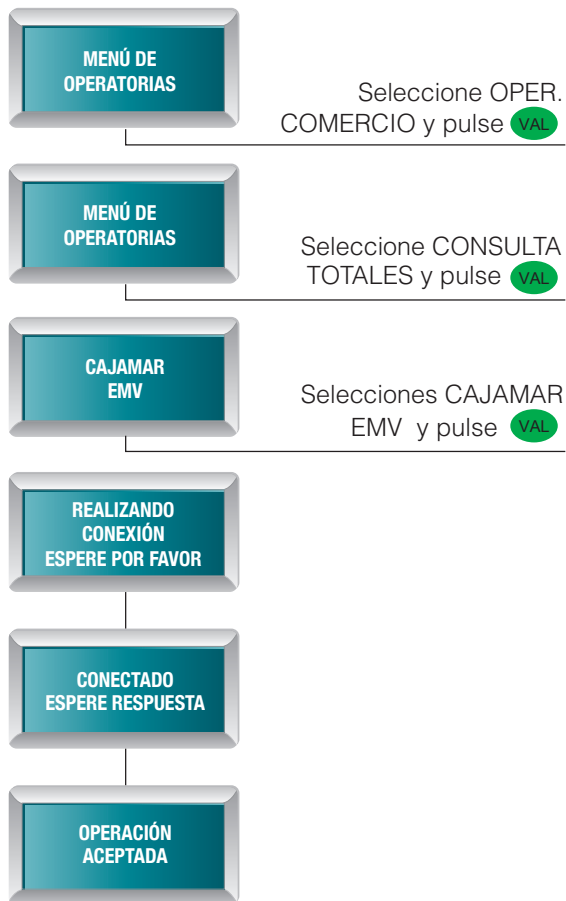 MENÚ DE
OPERATORIAS
Seleccione OPER.
COMERCIO y pulse VAL
MENÚ DE
OPERATORIAS
Seleccione CONSULTA
TOTALES y pulse VAL
CAJAMAR
EMV
Selecciones CAJAMAR
EMV y pulse VAL
REALIZANDO
CONEXIÓN
ESPERE POR FAVOR
CONECTADO
ESPERE RESPUESTA
OPERACIÓN
ACEPTADA